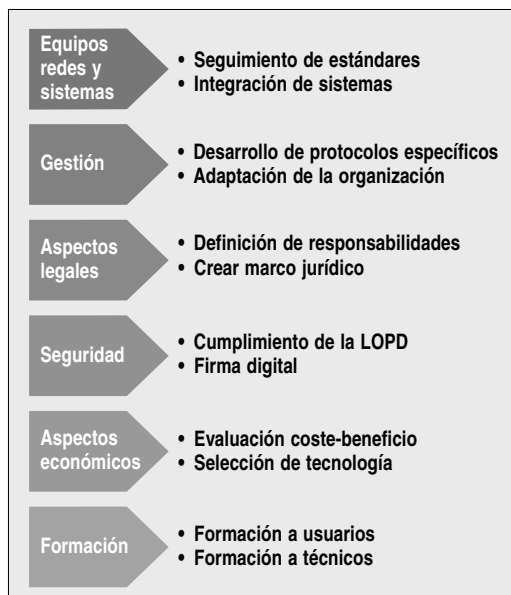 Equipos
redes y
sistemas
• Seguimiento de estándares
• Integración de sistemas
Gestión
• Desarrollo de protocolos específicos
• Adaptación de la organización
Aspectos
legales
• Definición de responsabilidades
• Crear marco jurídico
Seguridad
• Cumplimiento de la LOPD
• Firma digital
Aspectos
económicos
• Evaluación coste-beneficio
• Selección de tecnología
Formación
• Formación a usuarios
• Formación a técnicos